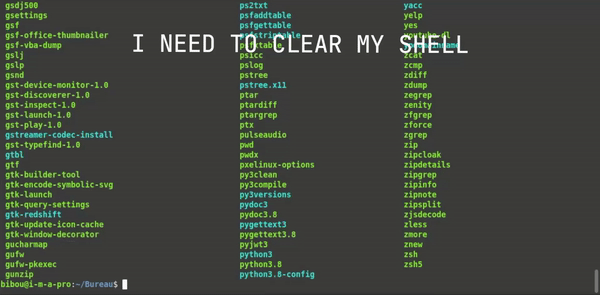 I NEED TO CLEAR MY SHELL
gsdj500 ps2txt yacc
gsettings psfaddtable yelp
gsf psfgettable yes
gsf-office-thumbnailer psfstriptable youtube-dl
gsf-vba-dump psfxtable
gslj psicc zcat
gslp pslog zcmp
gsnd pstree zdiff
gst-device-monitor-1.0 pstree.x11 zdump
gst-discoverer-1.0 ptar zegrep
gst-inspect-1.0 ptardiff zenity
gst-launch-1.0 ptargrep zfgrep
gst-play-1.0 ptx zforce
gstreamer-codec-install pulseaudio zgrep
gst-typefind-1.0 pwd zip
gtbl pwdx zipcloak
gtf pxelinux-options zipdetails
gtk-builder-tool py3clean zipgrep
gtk-encode-symbolic-svg py3compile zipinfo
gtk-launch py3versions zipnote
gtk-query-settings pydoc3 zipsplit
gtk-redshift pydoc3.8 zjsdecode
gtk-update-icon-cache pygettext3 zless
gtk-window-decorator pygettext3.8 zmore
gucharmap pyjwt3 znew
gufw python3 zsh
gufw-pkexec python3.8 zsh5
gunzip python3.8-config
bibou@i-m-a-pro:~/Bureau$